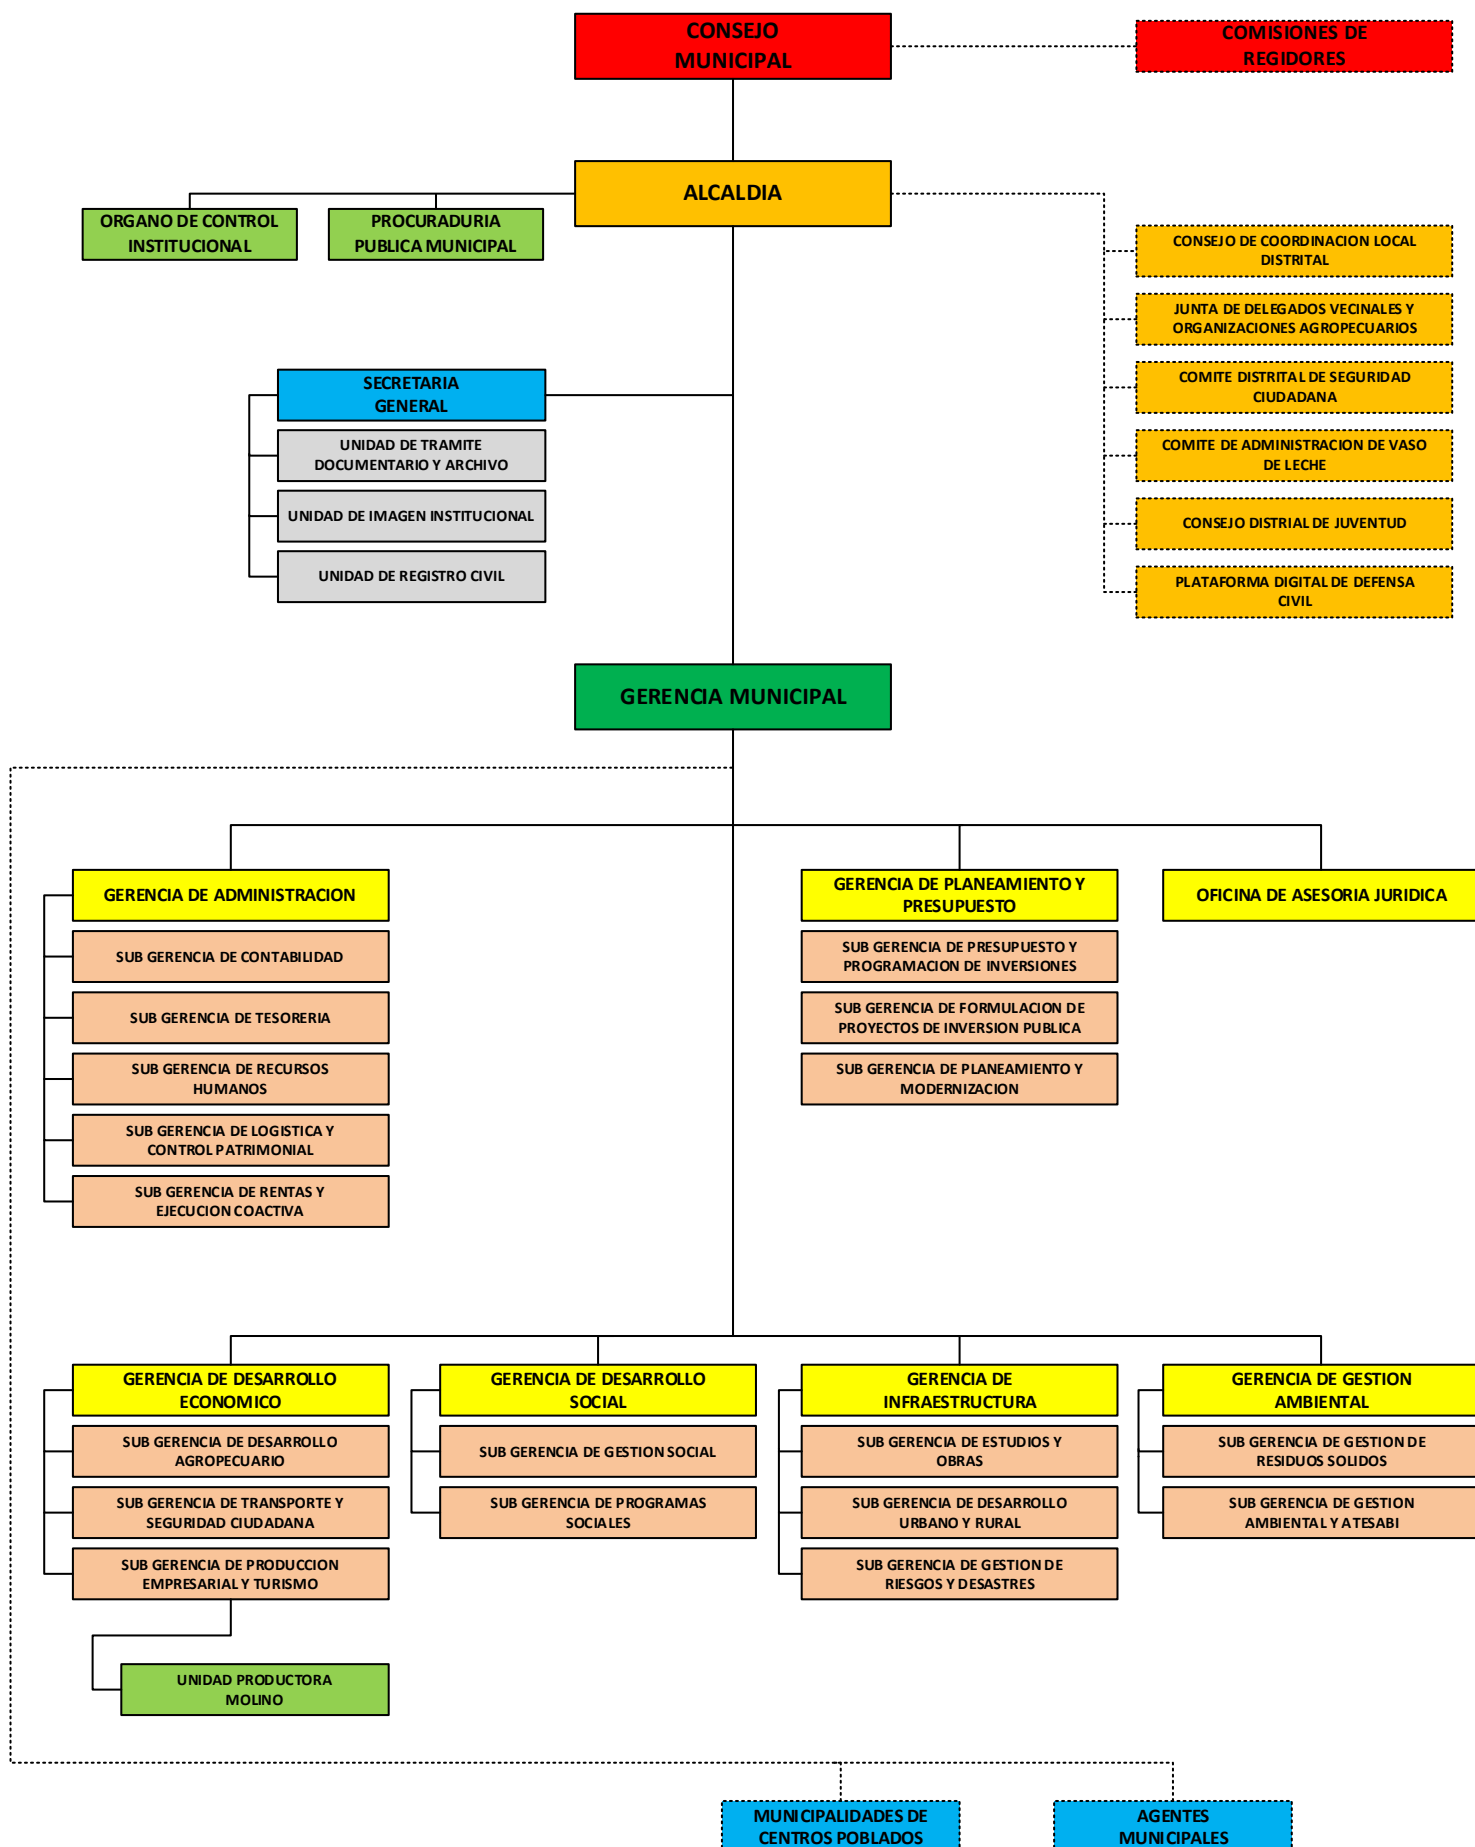 CONSEJO
MUNICIPAL
COMISIONES DE
REGIDORES
ALCALDIA
ORGANO DE CONTROL
INSTITUCIONAL
PROCURADURIA
PUBLICA MUNICIPAL
CONSEJO DE COORDINACION LOCAL
DISTRITAL
JUNTA DE DELEGADOS VECINALES Y
ORGANIZACIONES AGROPECUARIOS
COMITE DISTRITAL DE SEGURIDAD
CIUDADANA
COMITE DE ADMINISTRACION DE VASO
DE LECHE
CONSEJO DISTRIAL DE JUVENTUD
PLATAFORMA DIGITAL DE DEFENSA
CIVIL
SECRETARIA
GENERAL
UNIDAD DE TRAMITE
DOCUMENTARIO Y ARCHIVO
UNIDAD DE IMAGEN INSTITUCIONAL
UNIDAD DE REGISTRO CIVIL
GERENCIA MUNICIPAL
GERENCIA DE ADMINISTRACION
SUB GERENCIA DE CONTABILIDAD
SUB GERENCIA DE TESORERIA
SUB GERENCIA DE RECURSOS
HUMANOS
SUB GERENCIA DE LOGISTICA Y
CONTROL PATRIMONIAL
SUB GERENCIA DE RENTAS Y
EJECUCION COACTIVA
GERENCIA DE PLANEAMIENTO Y
PRESUPUESTO
SUB GERENCIA DE PRESUPUESTO Y
PROGRAMACION DE INVERSIONES
SUB GERENCIA DE FORMULACION DE
PROYECTOS DE INVERSION PUBLICA
SUB GERENCIA DE PLANEAMIENTO Y
MODERNIZACION
OFICINA DE ASESORIA JURIDICA
GERENCIA DE DESARROLLO
ECONOMICO
SUB GERENCIA DE DESARROLLO
AGROPECUARIO
SUB GERENCIA DE TRANSPORTE Y
SEGURIDAD CIUDADANA
SUB GERENCIA DE PRODUCCION
EMPRESARIAL Y TURISMO
UNIDAD PRODUCTORA
MOLINO
GERENCIA DE DESARROLLO
SOCIAL
SUB GERENCIA DE GESTION SOCIAL
SUB GERENCIA DE PROGRAMAS
SOCIALES
GERENCIA DE
INFRAESTRUCTURA
SUB GERENCIA DE ESTUDIOS Y
OBRAS
SUB GERENCIA DE DESARROLLO
URBANO Y RURAL
SUB GERENCIA DE GESTION DE
RIESGOS Y DESASTRES
GERENCIA DE GESTION
AMBIENTAL
SUB GERENCIA DE GESTION DE
RESIDUOS SOLIDOS
SUB GERENCIA DE GESTION
AMBIENTAL Y ATESABI
MUNICIPALIDADES DE
CENTROS POBLADOS
AGENTES
MUNICIPALES